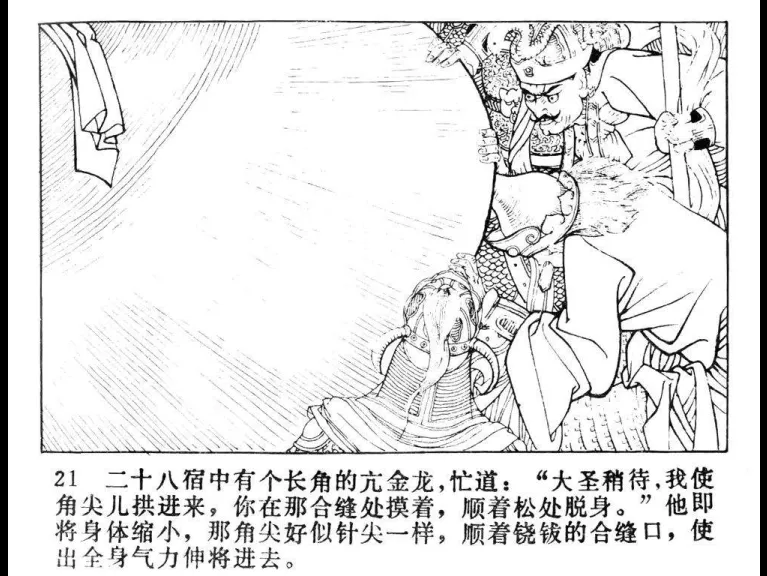 21 二十八宿中有个长角的亢金龙,忙道：“大圣稍待,我使
角尖儿拱进来，你在那合缝处摸着，顺着松处脱身。”他即
将身体缩小，那角尖好似针尖一样，顺着铙钹的合缝口，使
出全身气力伸将进去。